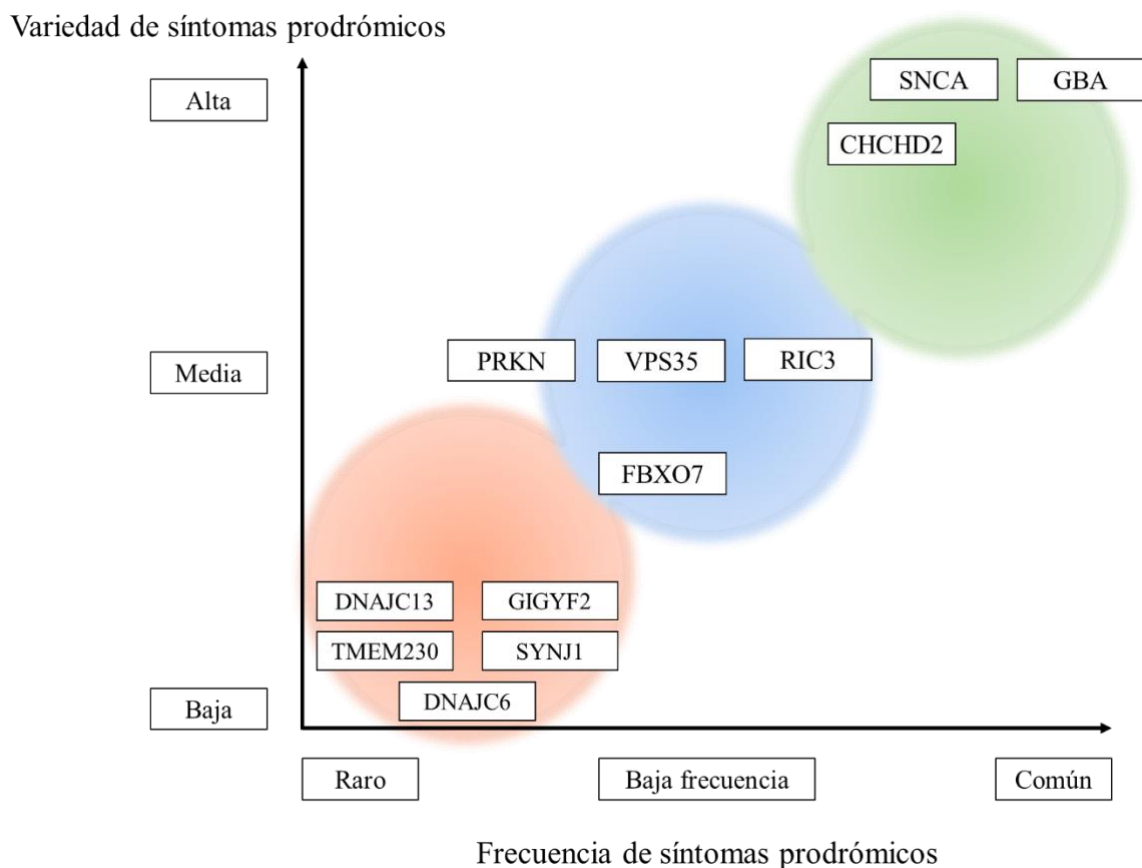 Variedad de síntomas prodrómicos
Alta
SNCA
GBA
CHCHD2
Media
PRKN
VPS35
RIC3
FBXO7
DNAJC13
GIGYF2
TMEM230
SYNJ1
DNAJC6
Baja
Raro
Baja frecuencia
Común
Frecuencia de síntomas prodrómicos